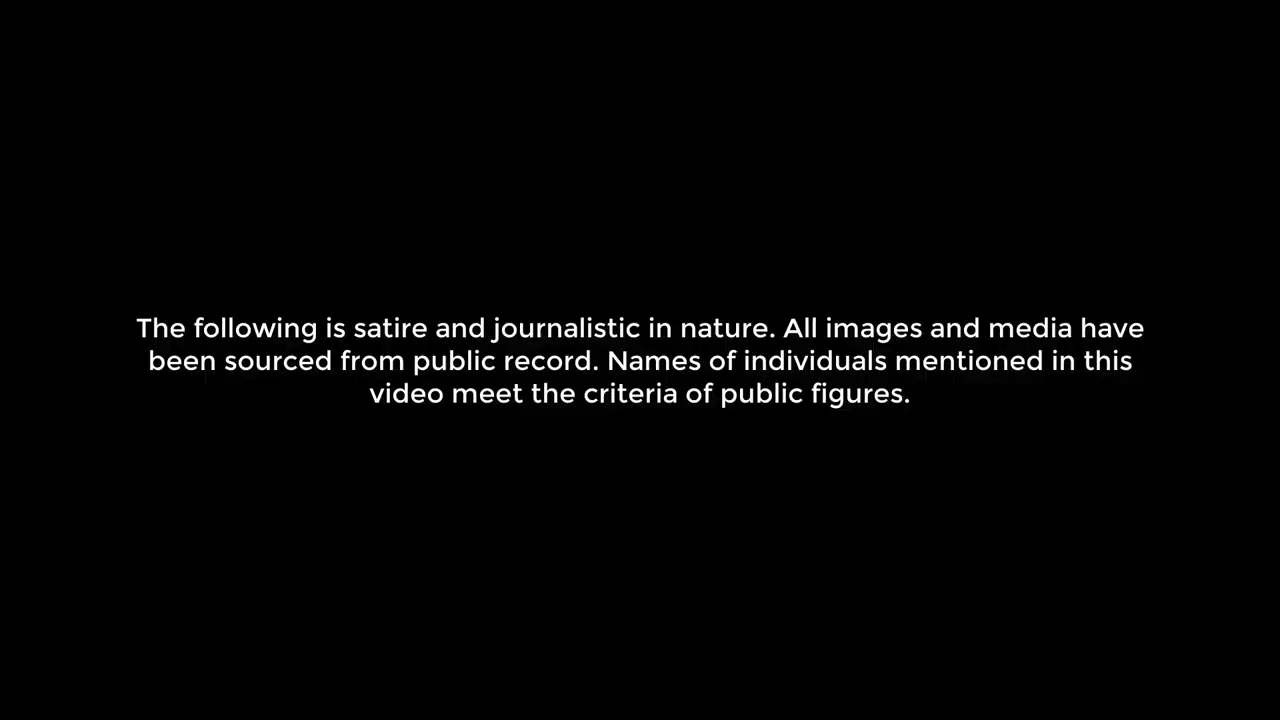 The following is satire and journalistic in nature. All images and media have
been sourced from public record. Names of individuals mentioned in this
video meet the criteria of public figures.